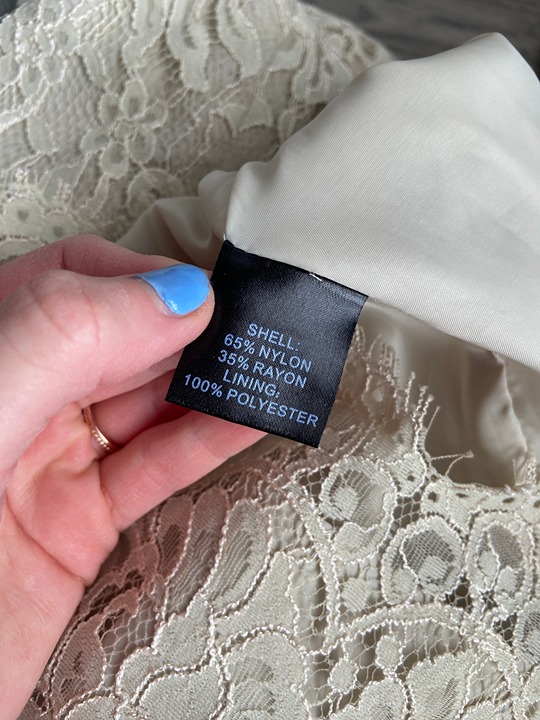 SHELL:
65% NYLON
35% RAYON
LINING:
100% POLYESTER